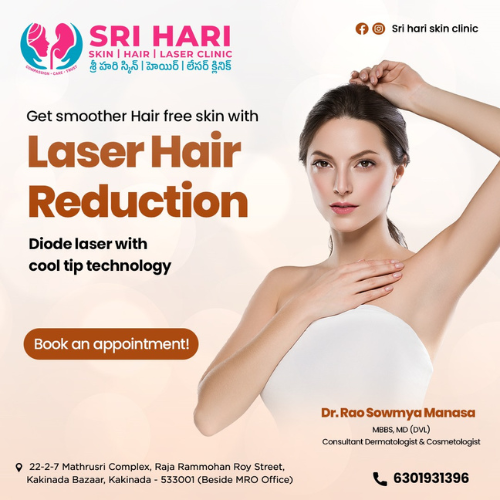 SRI HARI
SKIN | HAIR | LASER CLINIC
శ్రీ హరి స్కిన్ | హెయిర్ | లేసర్ క్లినిక్
COMPASSION - CARE - TRUST
Sri hari skin clinic
Get smoother Hair free skin with
Laser Hair
Reduction
Diode laser with
cool tip technology
Book an appointment!
Dr. Rao Sowmya Manasa
MBBS, MD (DVL)
Consultant Dermatologist & Cosmetologist
22-2-7 Mathrusri Complex, Raja Rammohan Roy Street,
Kakinada Bazaar, Kakinada - 533001 (Beside MRO Office)
6301931396